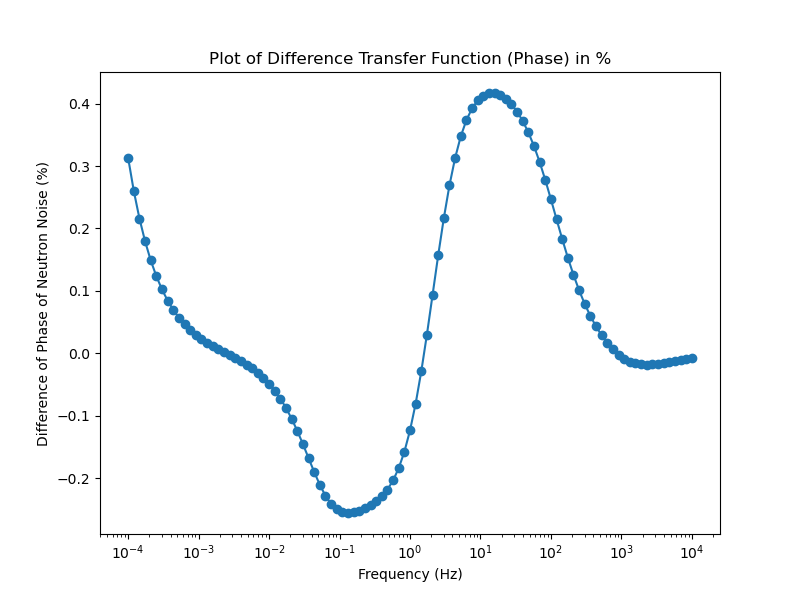 Plot of Difference Transfer Function (Phase) in %
Difference of Phase of Neutron Noise (%)
0.4
0.3
0.2
0.1
0.0
−0.1
−0.2
10⁻⁴ 10⁻³ 10⁻² 10⁻¹ 10⁰ 10¹ 10² 10³ 10⁴
Frequency (Hz)